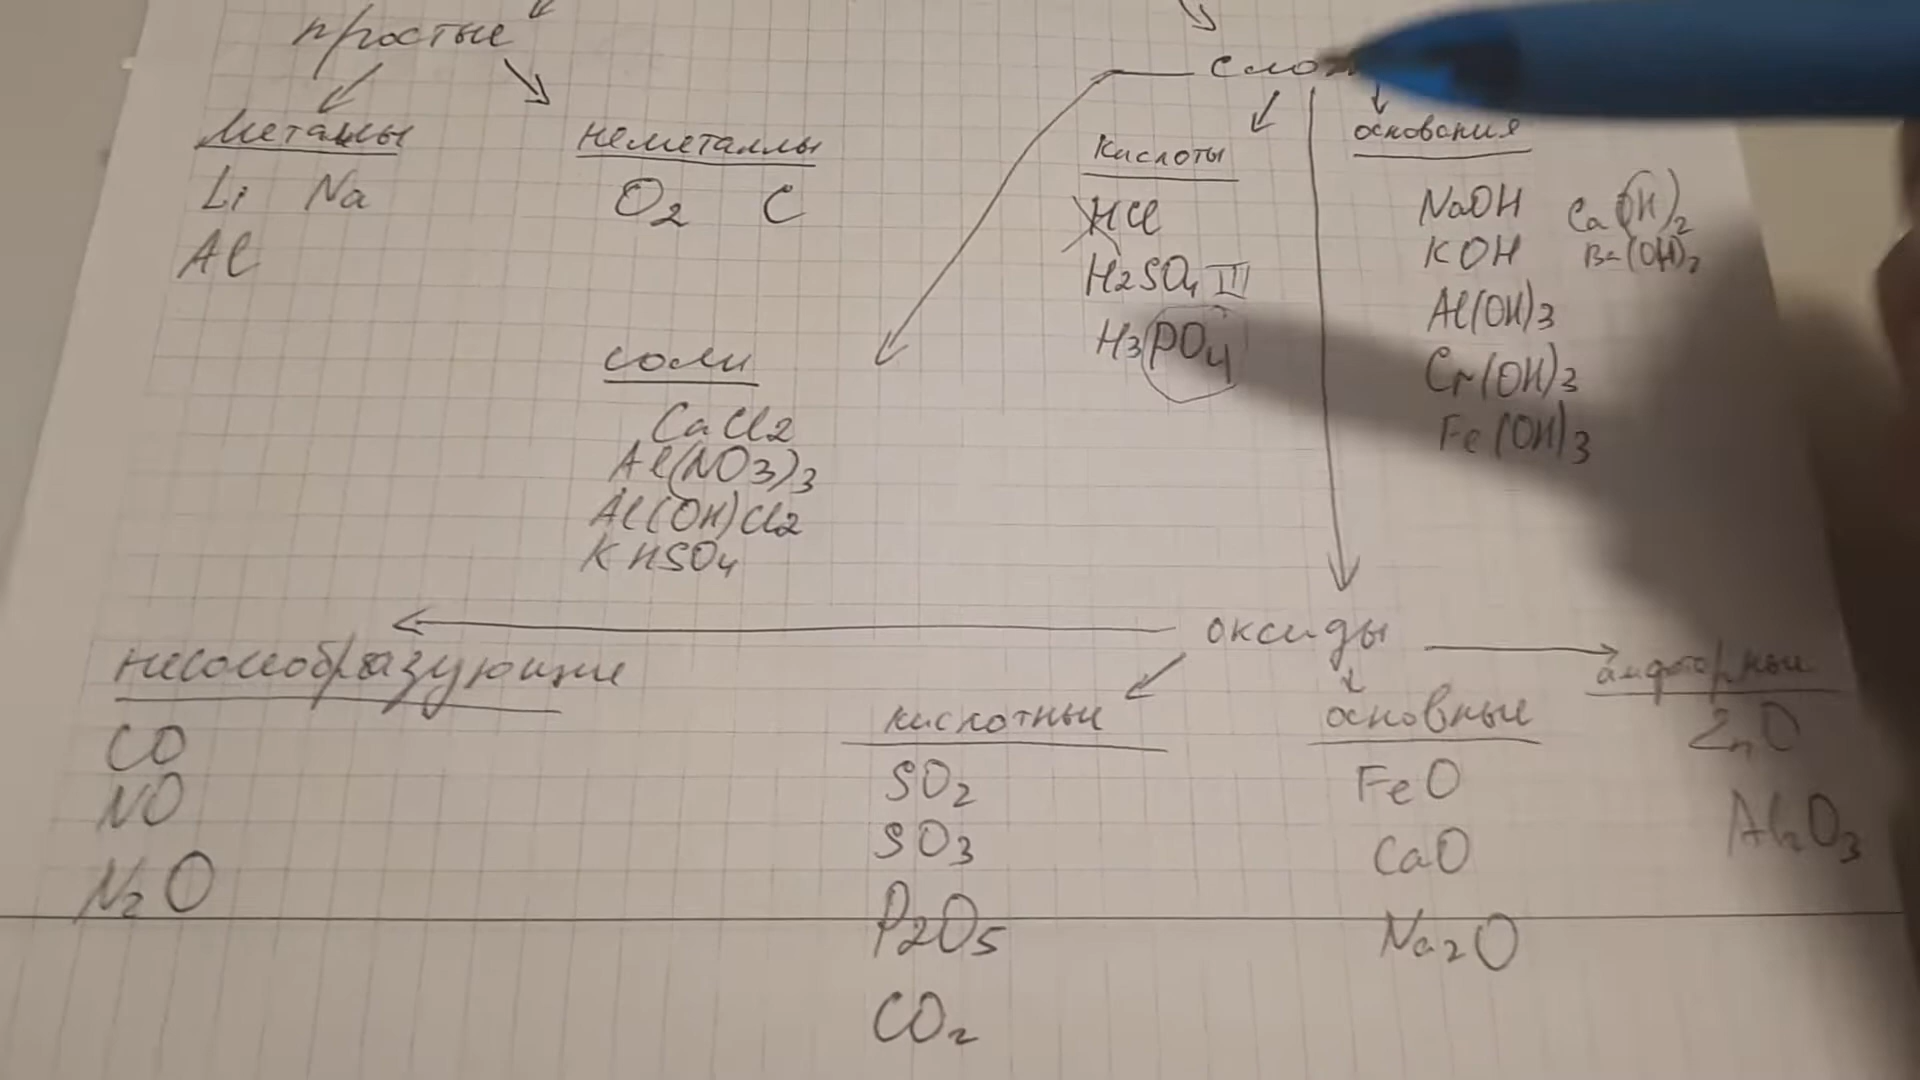 простые
слож
металлы
неметаллы
Li Na
O2 C
Al
кислоты
HCl
H2SO4 III
H3PO4
основания
NaOH Ca(OH)2
KOH Ba(OH)2
Al(OH)3
Cr(OH)3
Fe(OH)3
соли
CaCl2
Al(NO3)3
Al(OH)Cl2
KHSO4
оксиды
несолеобразующие
CO
NO
N2O
кислотные
SO2
SO3
P2O5
CO2
основные
FeO
CaO
Na2O
амфотерные
ZnO
Al2O3